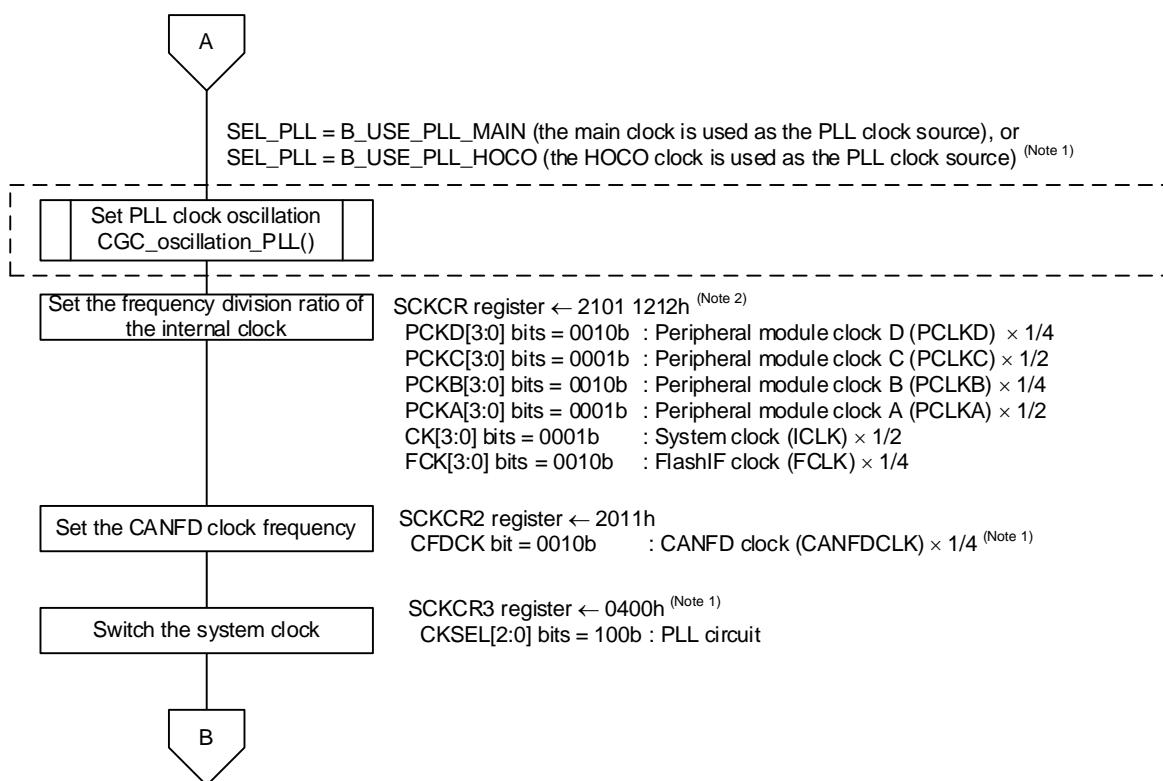 A
SEL_PLL = B_USE_PLL_MAIN (the main clock is used as the PLL clock source), or
SEL_PLL = B_USE_PLL_HOCO (the HOCO clock is used as the PLL clock source) (Note 1)
Set PLL clock oscillation
CGC_oscillation_PLL()
Set the frequency division ratio of
the internal clock
SCKCR register ← 2101 1212h (Note 2)
PCKD[3:0] bits = 0010b : Peripheral module clock D (PCLKD) × 1/4
PCKC[3:0] bits = 0001b : Peripheral module clock C (PCLKC) × 1/2
PCKB[3:0] bits = 0010b : Peripheral module clock B (PCLKB) × 1/4
PCKA[3:0] bits = 0001b : Peripheral module clock A (PCLKA) × 1/2
CK[3:0] bits = 0001b : System clock (ICLK) × 1/2
FCK[3:0] bits = 0010b : FlashIF clock (FCLK) × 1/4
Set the CANFD clock frequency
SCKCR2 register ← 2011h
CFDCK bit = 0010b : CANFD clock (CANFDCLK) × 1/4 (Note 1)
Switch the system clock
SCKCR3 register ← 0400h (Note 1)
CKSEL[2:0] bits = 100b : PLL circuit
B